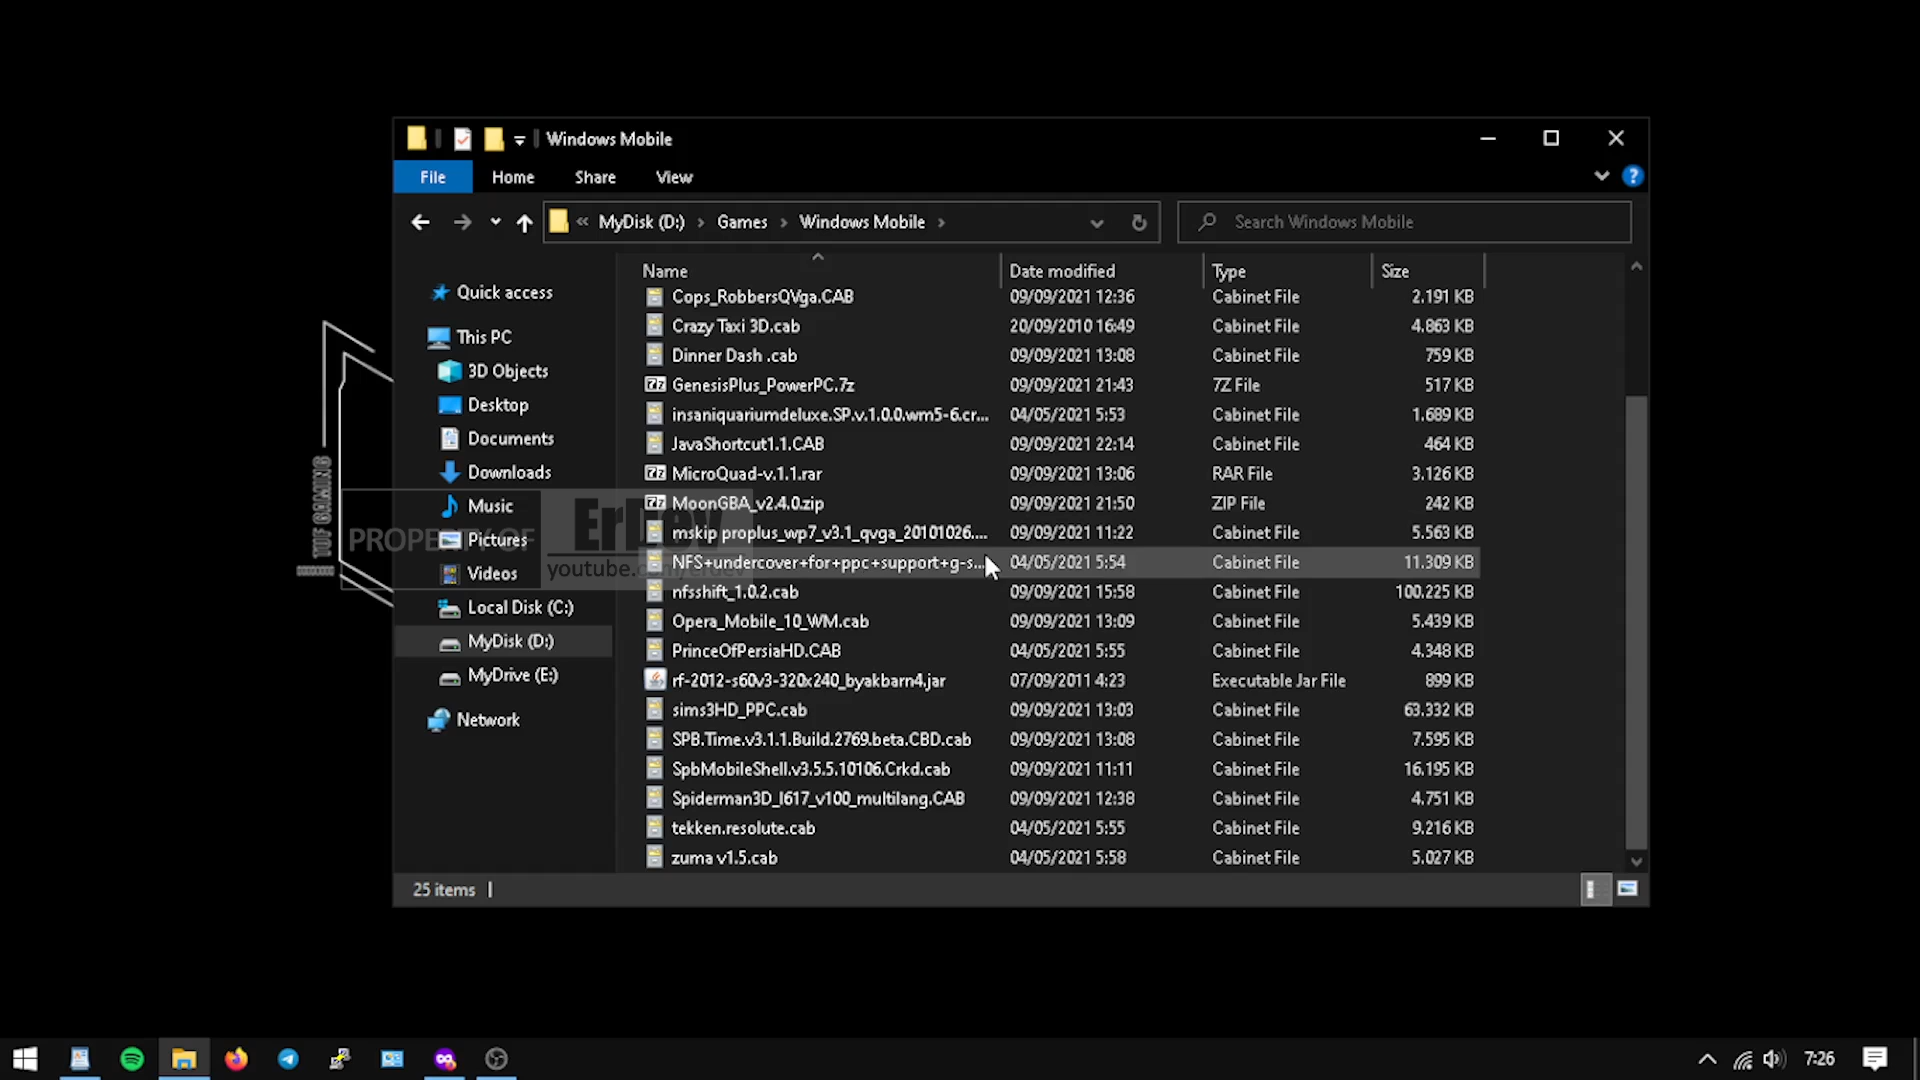 Windows Mobile
File Home Share View
« MyDisk (D:) > Games > Windows Mobile >
Search Windows Mobile
Name Date modified Type Size
Quick access
This PC
3D Objects
Desktop
Documents
Downloads
Music
Pictures
Videos
Local Disk (C:)
MyDisk (D:)
MyDrive (E:)
Network
Cops_RobbersQVga.CAB 09/09/2021 12:36 Cabinet File 2.191 KB
Crazy Taxi 3D.cab 20/09/2010 16:49 Cabinet File 4.863 KB
Dinner Dash .cab 09/09/2021 13:08 Cabinet File 759 KB
GenesisPlus_PowerPC.7z 09/09/2021 21:43 7Z File 517 KB
insaniquariumdeluxe.SP.v.1.0.0.wm5-6.cr... 04/05/2021 5:53 Cabinet File 1.689 KB
JavaShortcut1.1.CAB 09/09/2021 22:14 Cabinet File 464 KB
MicroQuad-v.1.1.rar 09/09/2021 13:06 RAR File 3.126 KB
MoonGBA_v2.4.0.zip 09/09/2021 21:50 ZIP File 242 KB
mskip proplus_wp7_v3.1_qvga_20101026.... 09/09/2021 11:22 Cabinet File 5.563 KB
NFS+undercover+for+ppc+support+g-s... 04/05/2021 5:54 Cabinet File 11.309 KB
nfsshift_1.0.2.cab 09/09/2021 15:58 Cabinet File 100.225 KB
Opera_Mobile_10_WM.cab 09/09/2021 13:09 Cabinet File 5.439 KB
PrinceOfPersiaHD.CAB 04/05/2021 5:55 Cabinet File 4.348 KB
rf-2012-s60v3-320x240_byakbarn4.jar 07/09/2011 4:23 Executable Jar File 899 KB
sims3HD_PPC.cab 09/09/2021 13:03 Cabinet File 63.332 KB
SPB.Time.v3.1.1.Build.2769.beta.CBD.cab 09/09/2021 13:08 Cabinet File 7.595 KB
SpbMobileShell.v3.5.5.10106.Crkd.cab 09/09/2021 11:11 Cabinet File 16.195 KB
Spiderman3D_I617_v100_multilang.CAB 09/09/2021 12:38 Cabinet File 4.751 KB
tekken.resolute.cab 04/05/2021 5:55 Cabinet File 9.216 KB
zuma v1.5.cab 04/05/2021 5:58 Cabinet File 5.027 KB
25 items
TUF GAMING
PROPERTY OF
ErDev
youtube.com/erdev
7:26